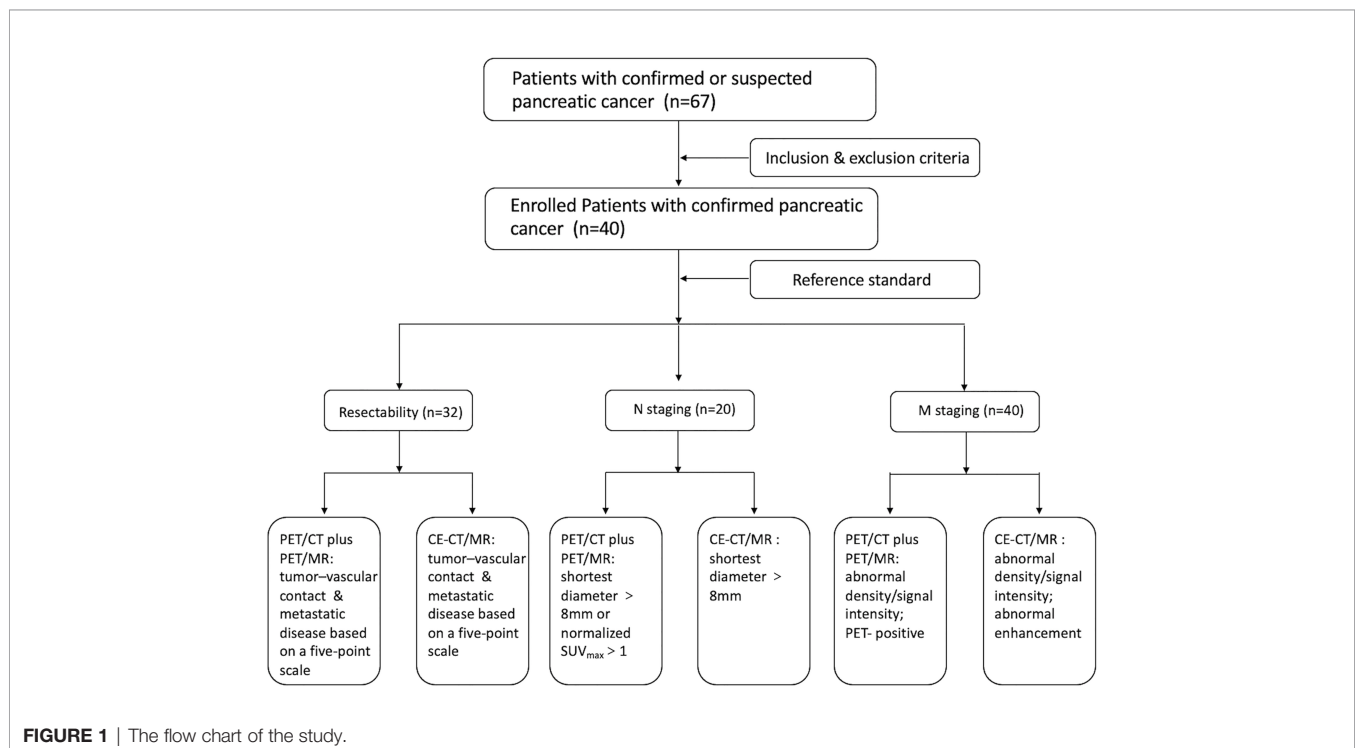 Patients with confirmed or suspected
pancreatic cancer (n=67)
Inclusion & exclusion criteria
Enrolled Patients with confirmed pancreatic
cancer (n=40)
Reference standard
Resectability (n=32)
N staging (n=20)
M staging (n=40)
PET/CT plus
PET/MR:
tumor–vascular
contact &
metastatic
disease based
on a five-point
scale
CE-CT/MR:
tumor–vascular
contact &
metastatic
disease based
on a five-point
scale
PET/CT plus
PET/MR:
shortest
diameter >
8mm or
normalized
SUVmax > 1
CE-CT/MR :
shortest
diameter >
8mm
PET/CT plus
PET/MR:
abnormal
density/signal
intensity;
PET- positive
CE-CT/MR :
abnormal
density/signal
intensity;
abnormal
enhancement
FIGURE 1 | The flow chart of the study.